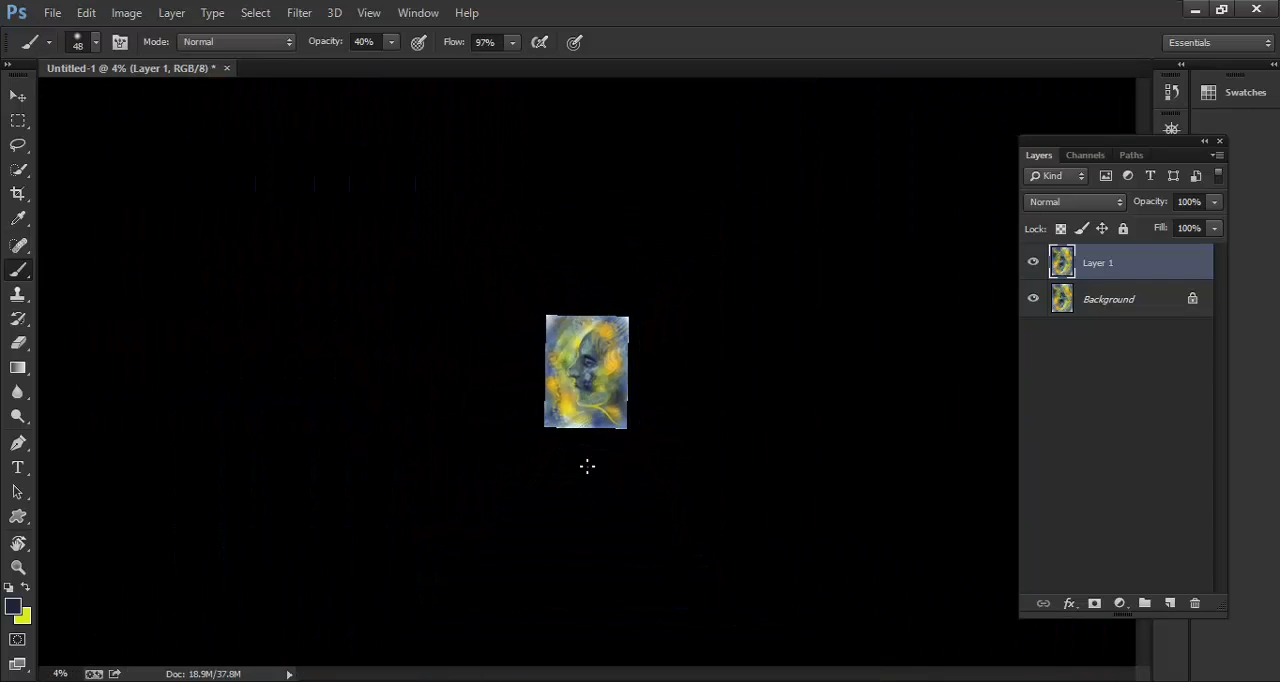 Ps File Edit Image Layer Type Select Filter 3D View Window Help
48 Mode: Normal Opacity: 40% Flow: 97% Essentials
Untitled-1 @ 4% (Layer 1, RGB/8) * ×
Swatches
Layers Channels Paths
Kind
Normal Opacity: 100%
Lock: Fill: 100%
Layer 1
Background
4% Doc: 18.9M/37.8M